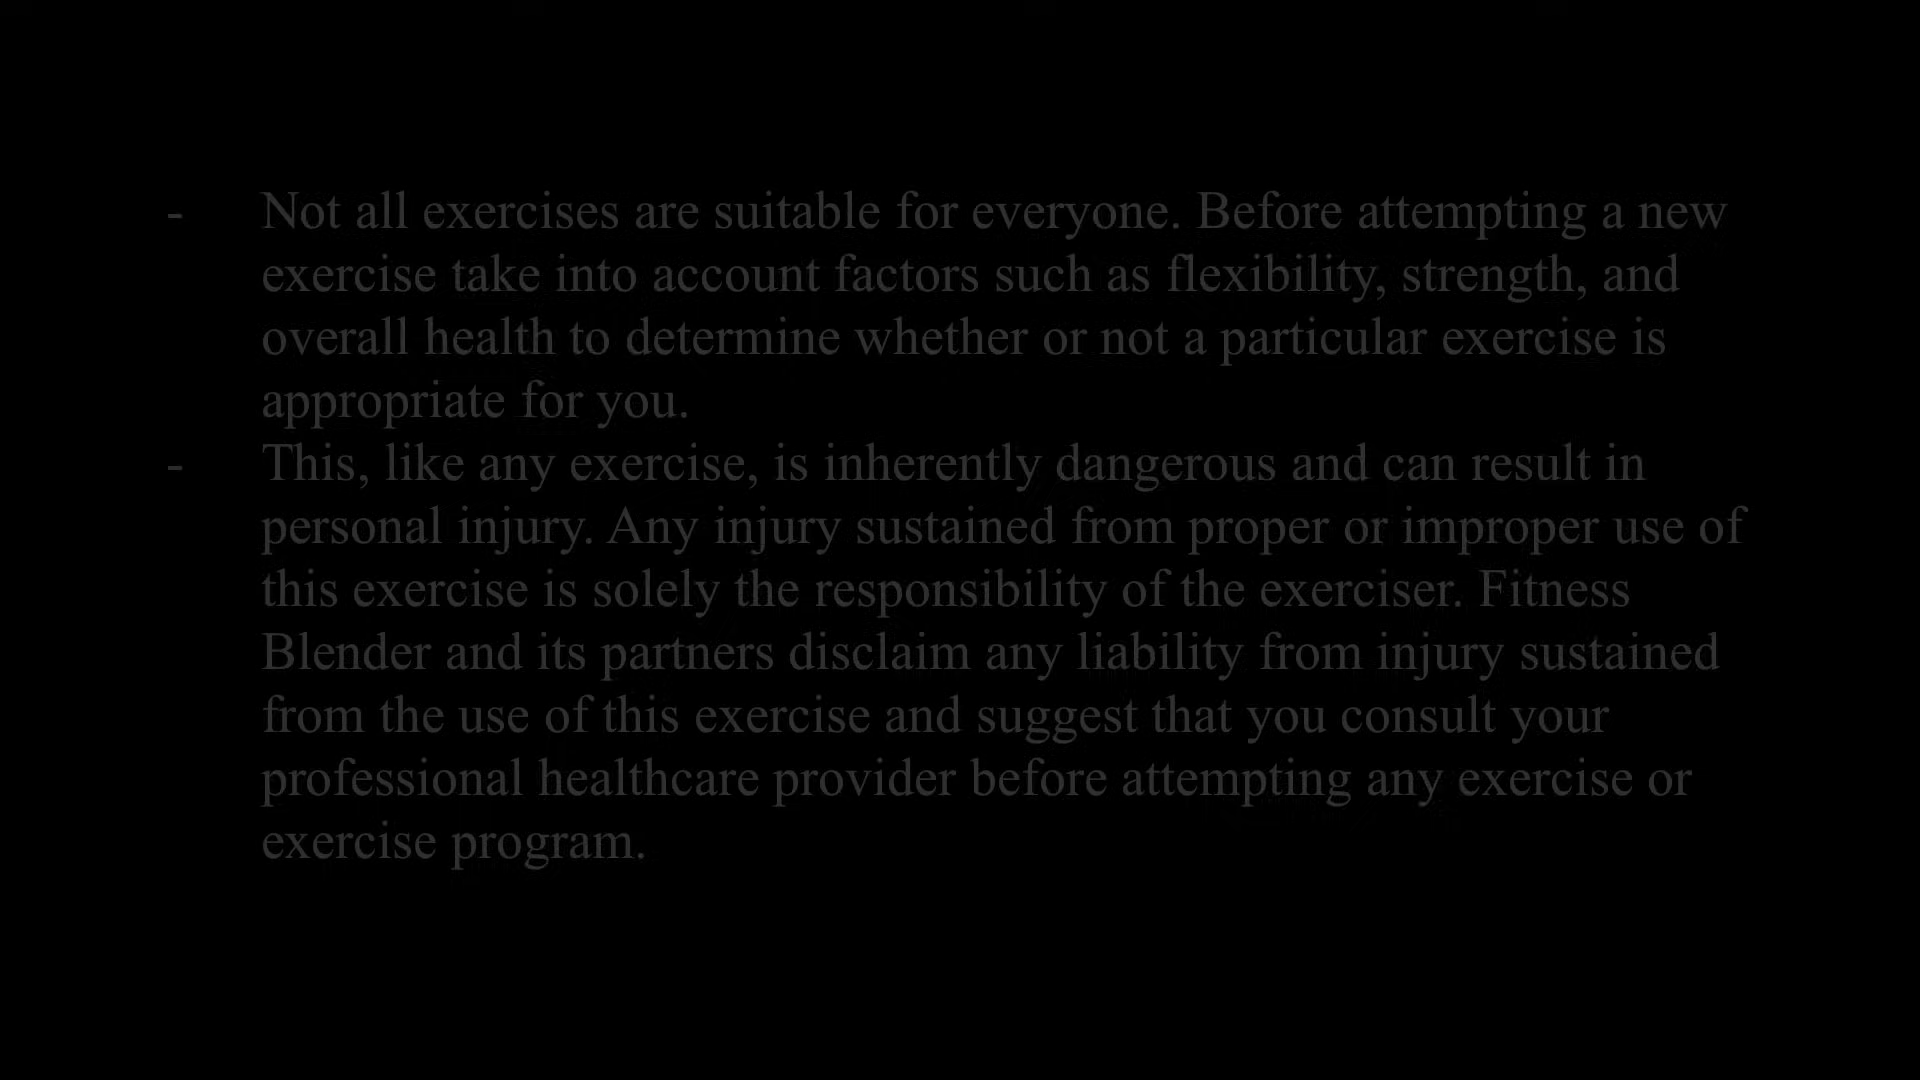 - Not all exercises are suitable for everyone. Before attempting a new
exercise take into account factors such as flexibility, strength, and
overall health to determine whether or not a particular exercise is
appropriate for you.
- This, like any exercise, is inherently dangerous and can result in
personal injury. Any injury sustained from proper or improper use of
this exercise is solely the responsibility of the exerciser. Fitness
Blender and its partners disclaim any liability from injury sustained
from the use of this exercise and suggest that you consult your
professional healthcare provider before attempting any exercise or
exercise program.